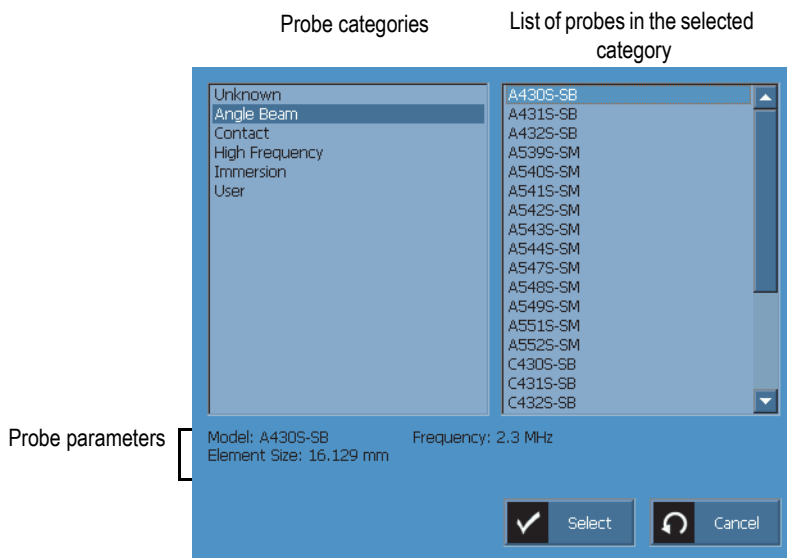 Probe categories
List of probes in the selected
category
Unknown
Angle Beam
Contact
High Frequency
Immersion
User
A430S-SB
A431S-SB
A432S-SB
A539S-SM
A540S-SM
A541S-SM
A542S-SM
A543S-SM
A544S-SM
A547S-SM
A548S-SM
A549S-SM
A551S-SM
A552S-SM
C430S-SB
C431S-SB
C432S-SB
Probe parameters
Model: A430S-SB Frequency: 2.3 MHz
Element Size: 16.129 mm
Select Cancel